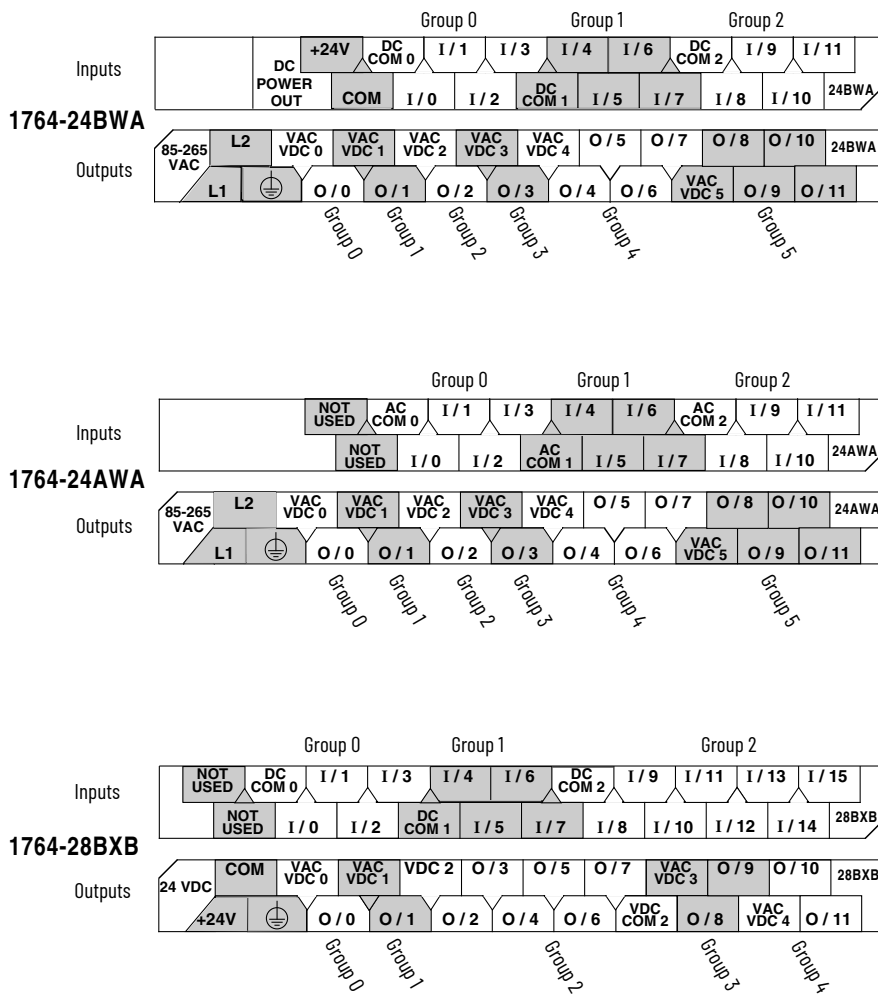 Group 0 Group 1 Group 2
Inputs
DC POWER OUT
+24V DC COM 0 I / 1 I / 3 I / 4 I / 6 DC COM 2 I / 9 I / 11
COM I / 0 I / 2 DC COM 1 I / 5 I / 7 I / 8 I / 10 24BWA
1764-24BWA
Outputs
85-265 VAC
L2 VAC VDC 0 VAC VDC 1 VAC VDC 2 VAC VDC 3 VAC VDC 4 O / 5 O / 7 O / 8 O / 10 24BWA
L1 O / 0 O / 1 O / 2 O / 3 O / 4 O / 6 VAC VDC 5 O / 9 O / 11
Group 0 Group 1 Group 2 Group 3 Group 4 Group 5
Group 0 Group 1 Group 2
Inputs
NOT USED AC COM 0 I / 1 I / 3 I / 4 I / 6 AC COM 2 I / 9 I / 11
NOT USED I / 0 I / 2 AC COM 1 I / 5 I / 7 I / 8 I / 10 24AWA
1764-24AWA
Outputs
85-265 VAC
L2 VAC VDC 0 VAC VDC 1 VAC VDC 2 VAC VDC 3 VAC VDC 4 O / 5 O / 7 O / 8 O / 10 24AWA
L1 O / 0 O / 1 O / 2 O / 3 O / 4 O / 6 VAC VDC 5 O / 9 O / 11
Group 0 Group 1 Group 2 Group 3 Group 4 Group 5
Group 0 Group 1 Group 2
Inputs
NOT USED DC COM 0 I / 1 I / 3 I / 4 I / 6 DC COM 2 I / 9 I / 11 I / 13 I / 15
NOT USED I / 0 I / 2 DC COM 1 I / 5 I / 7 I / 8 I / 10 I / 12 I / 14 28BXB
1764-28BXB
Outputs
24 VDC
COM VAC VDC 0 VAC VDC 1 VDC 2 O / 3 O / 5 O / 7 VAC VDC 3 O / 9 O / 10 28BXB
+24V O / 0 O / 1 O / 2 O / 4 O / 6 VDC COM 2 O / 8 VAC VDC 4 O / 11
Group 0 Group 1 Group 2 Group 3 Group 4